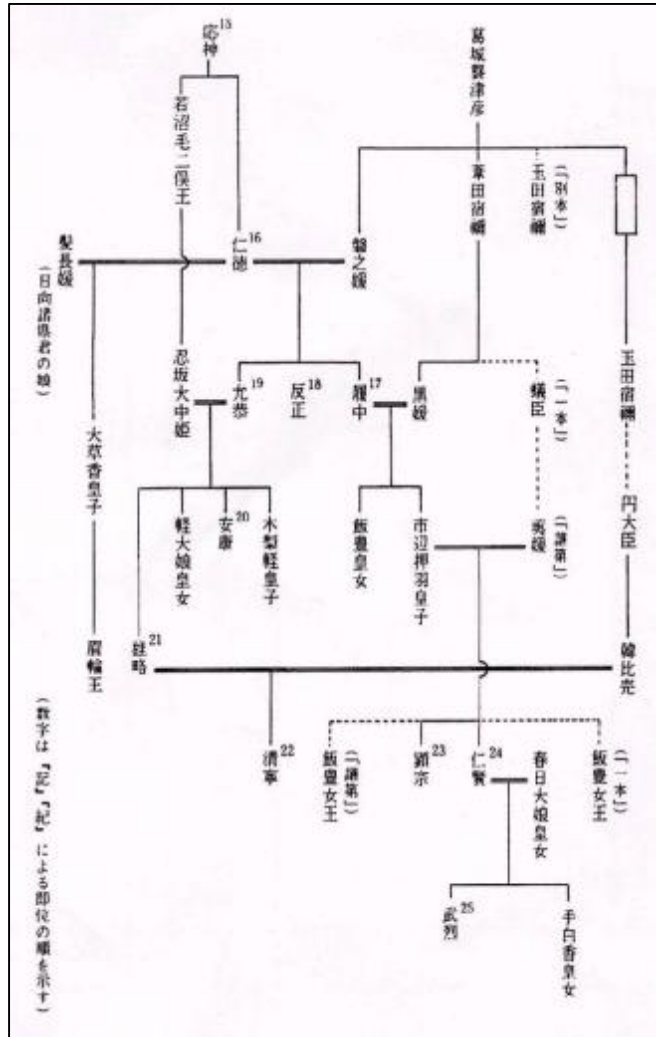 応神15
葛城襲津彦
若沼毛二俣王
葦田宿禰
玉田宿禰
(「別本」)
髪長媛
(日向諸県君の娘)
仁徳16
磐之媛
忍坂大中姫
允恭19
反正18
履中17
黒媛
蟻臣
(「一本」)
玉田宿禰
大草香皇子
軽大娘皇女
安康20
木梨軽皇子
飯豊皇女
市辺押羽皇子
荑媛
(「譜第」)
円大臣
眉輪王
雄略21
韓比売
清寧22
飯豊女王
(「譜第」)
顕宗23
仁賢24
春日大娘皇女
飯豊女王
(「一本」)
武烈25
手白香皇女
(数字は『記』『紀』による即位の順を示す)